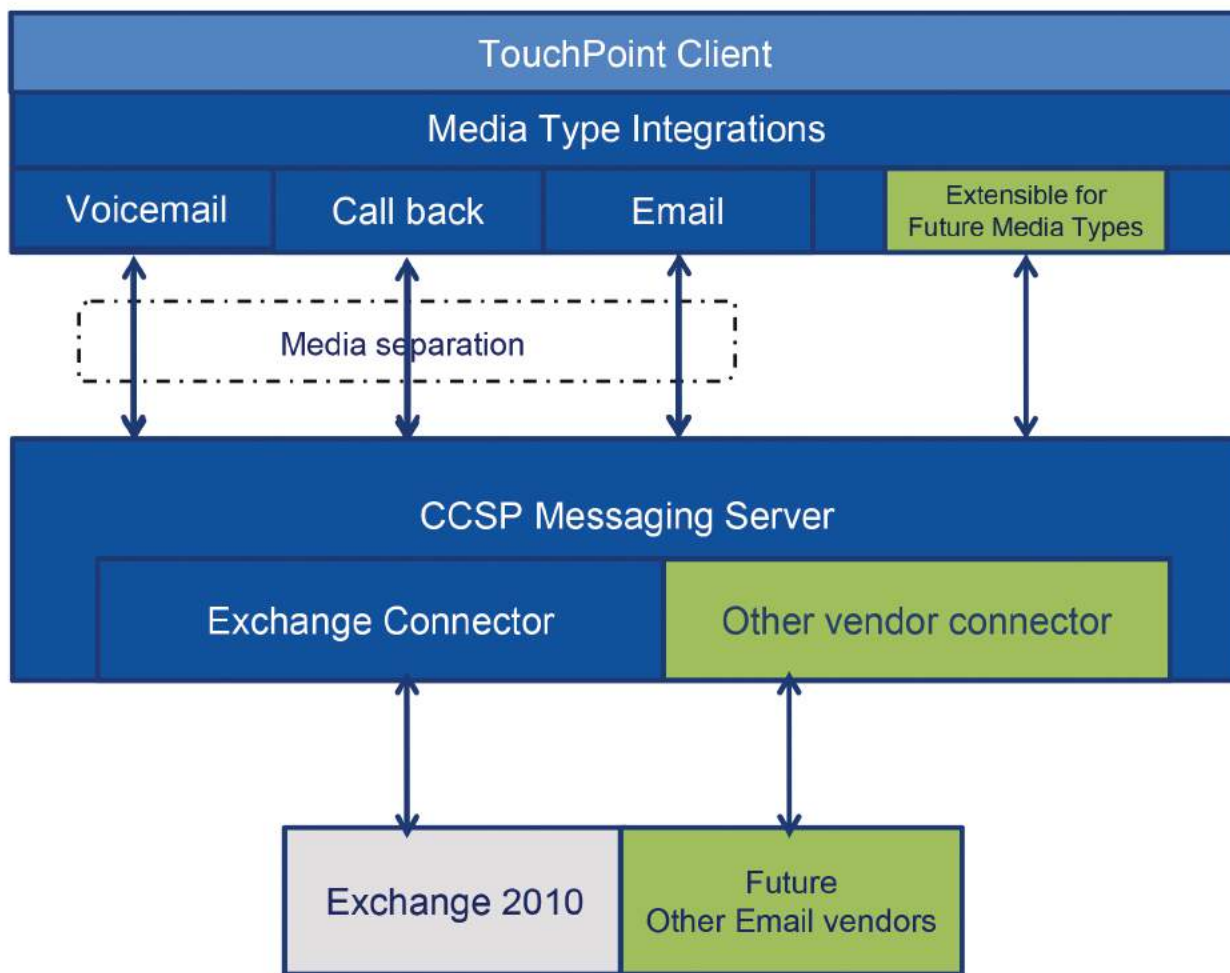 TouchPoint Client
Media Type Integrations
Voicemail
Call back
Email
Extensible for
Future Media Types
Media separation
CCSP Messaging Server
Exchange Connector
Other vendor connector
Exchange 2010
Future
Other Email vendors